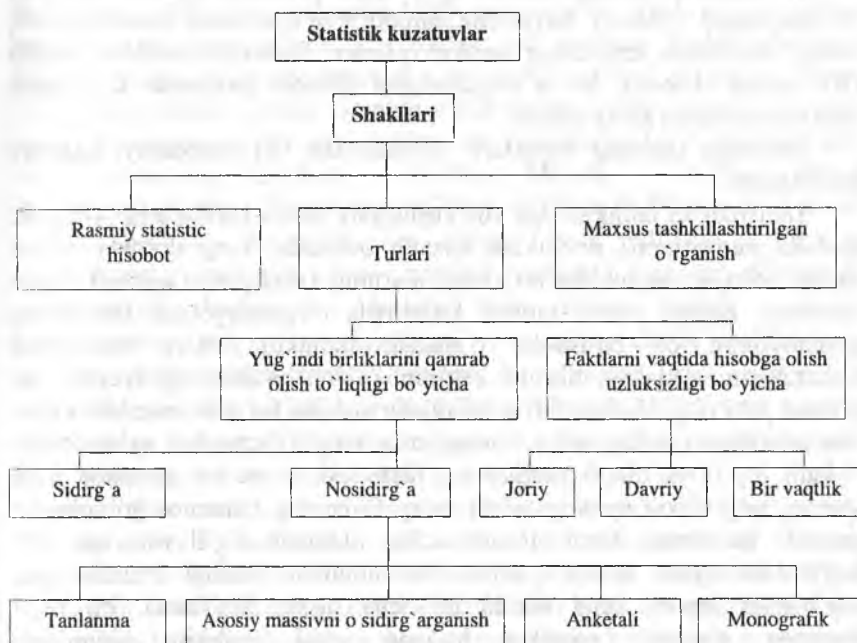 Statistik kuzatuvlar
Shakllari
Rasmiy statistic
hisobot
Turlari
Maxsus tashkillashtirilgan
o`rganish
Yug`indi birliklarini qamrab
olish to`liqligi bo`yicha
Faktlarni vaqtida hisobga olish
uzluksizligi bo`yicha
Sidirg`a
Nosidirg`a
Joriy
Davriy
Bir vaqtlik
Tanlanma
Asosiy massivni o sidirg`arganish
Anketali
Monografik